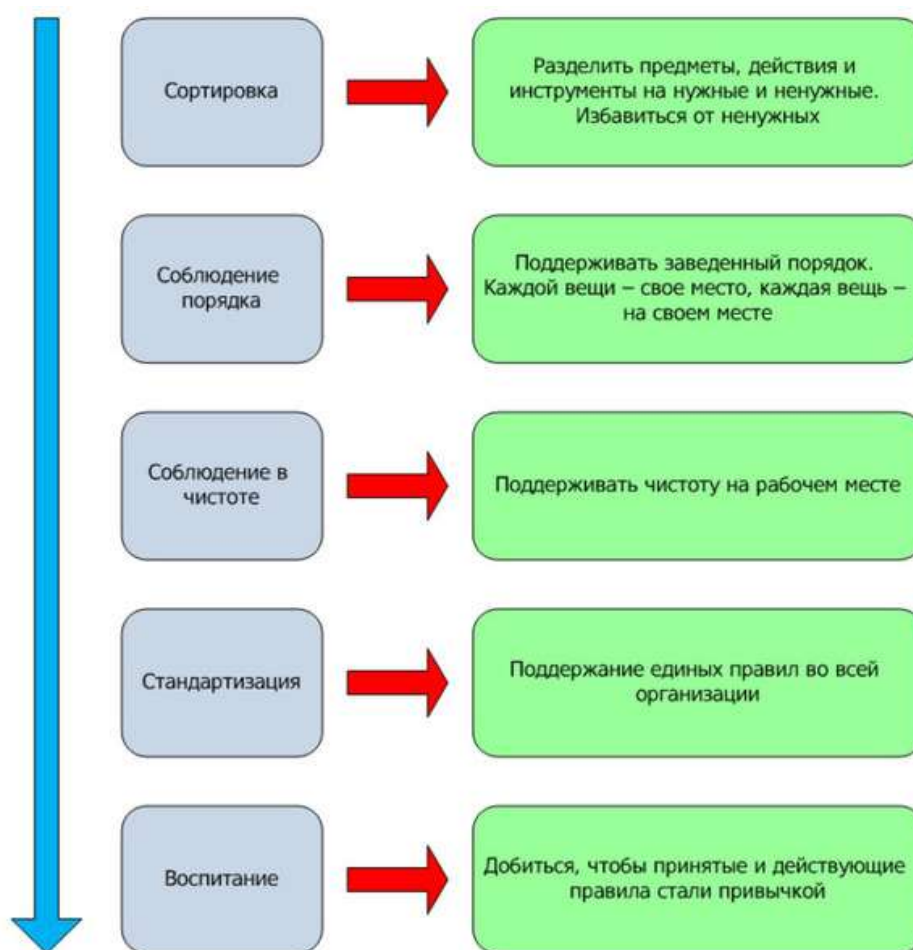 Сортировка
Разделить предметы, действия и
инструменты на нужные и ненужные.
Избавиться от ненужных
Соблюдение
порядка
Поддерживать заведенный порядок.
Каждой вещи – свое место, каждая вещь –
на своем месте
Соблюдение в
чистоте
Поддерживать чистоту на рабочем месте
Стандартизация
Поддержание единых правил во всей
организации
Воспитание
Добиться, чтобы принятые и действующие
правила стали привычкой